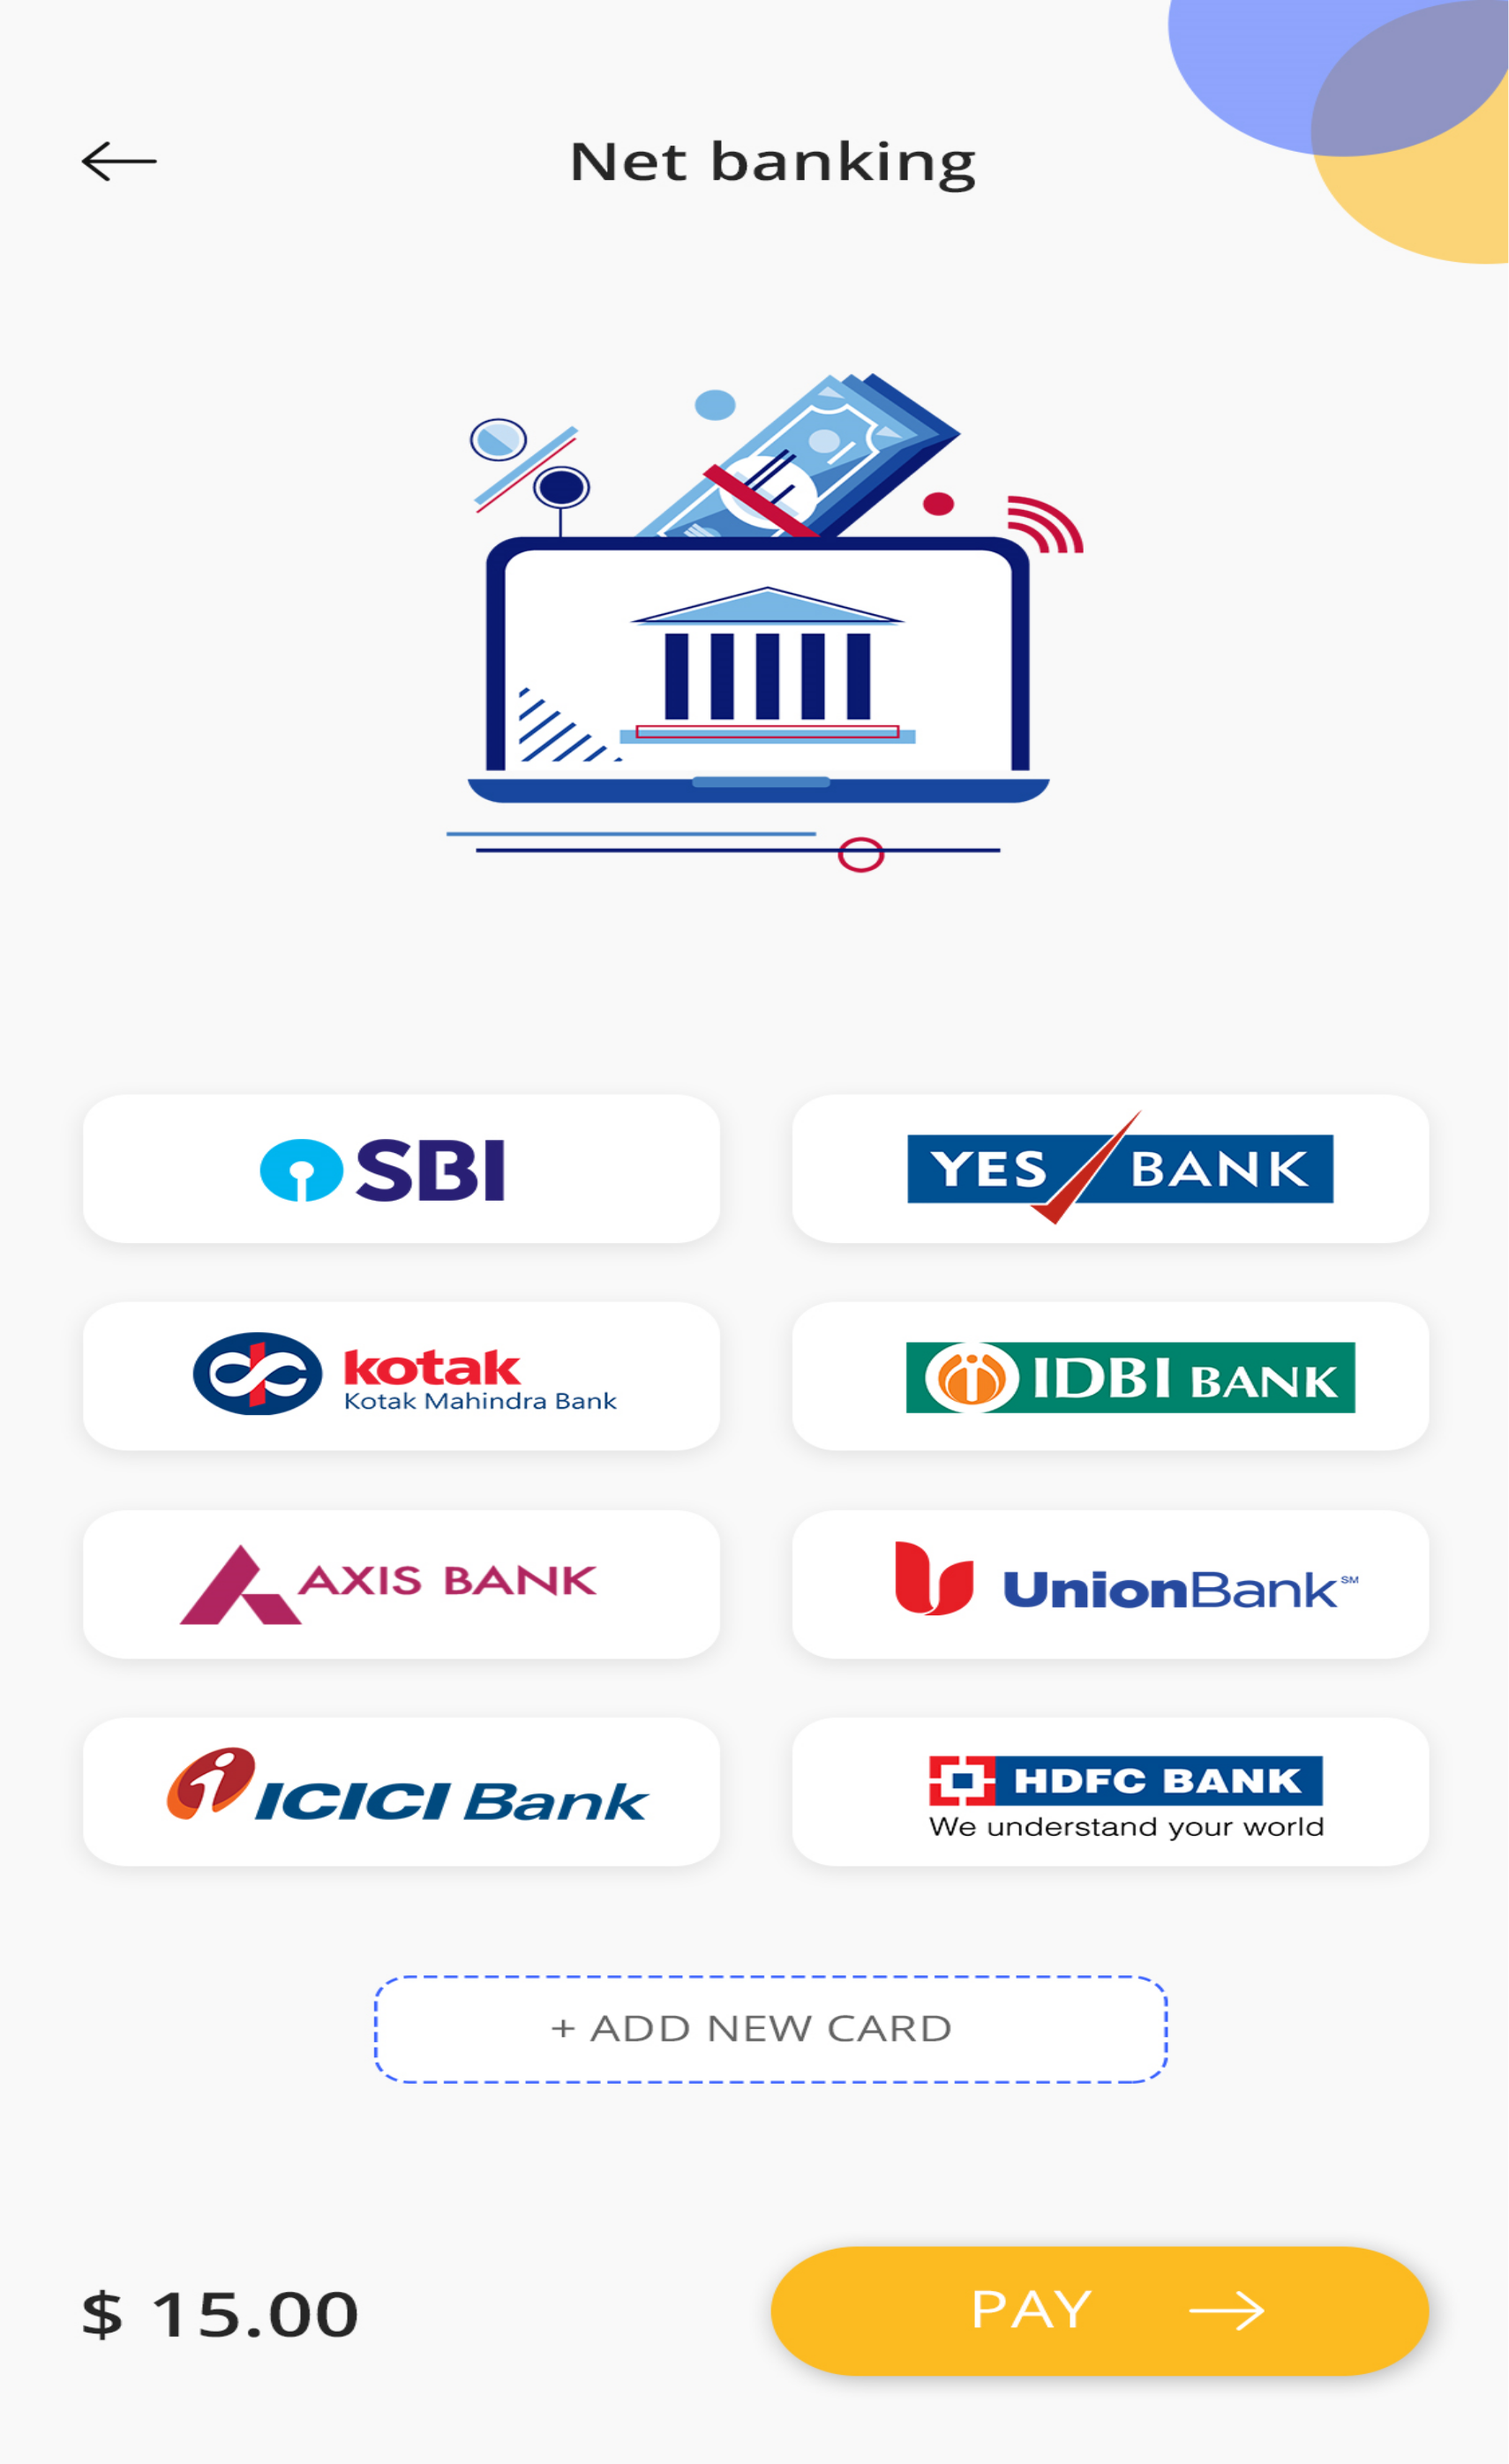 Net banking
SBI
YES BANK
kotak
Kotak Mahindra Bank
IDBI BANK
AXIS BANK
UnionBank℠
ICICI Bank
HDFC BANK
We understand your world
+ ADD NEW CARD
$ 15.00
PAY